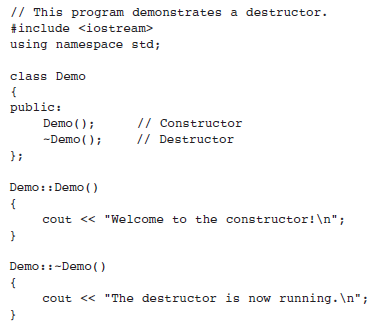 // This program demonstrates a destructor.
#include <iostream>
using namespace std;

class Demo
{
public:
    Demo();     // Constructor
    ~Demo();    // Destructor
};

Demo::Demo()
{
    cout << "Welcome to the constructor!\n";
}

Demo::~Demo()
{
    cout << "The destructor is now running.\n";
}